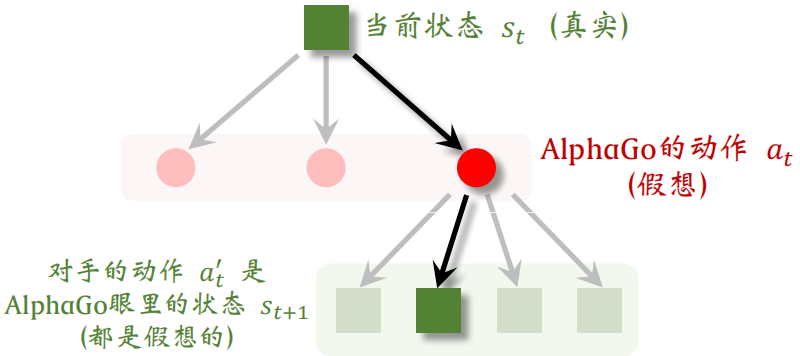 当前状态 s_t (真实)
AlphaGo的动作 a_t
(假想)
对手的动作 a'_t 是
AlphaGo眼里的状态 s_{t+1}
(都是假想的)